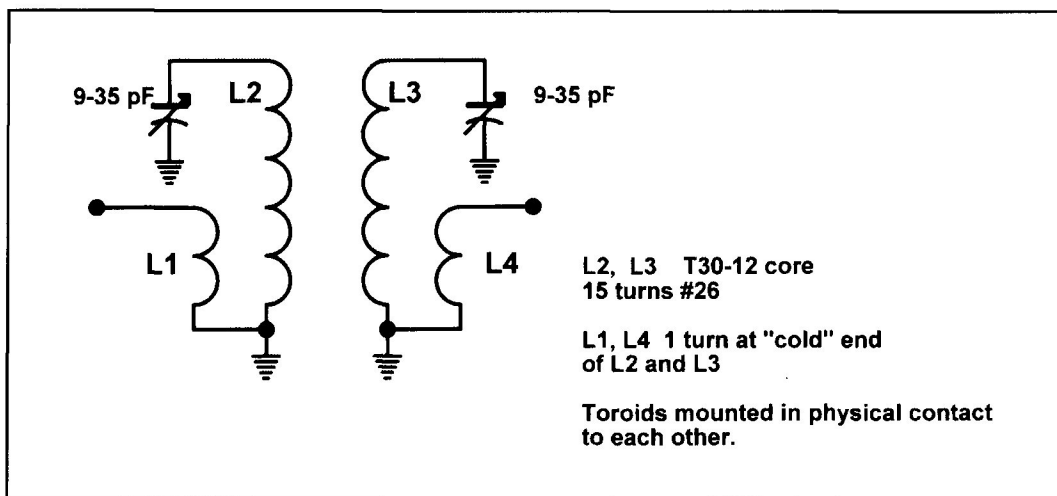 9-35 pF
L2
L3
9-35 pF
L1
L4
L2, L3 T30-12 core
15 turns #26
L1, L4 1 turn at "cold" end
of L2 and L3
Toroids mounted in physical contact
to each other.